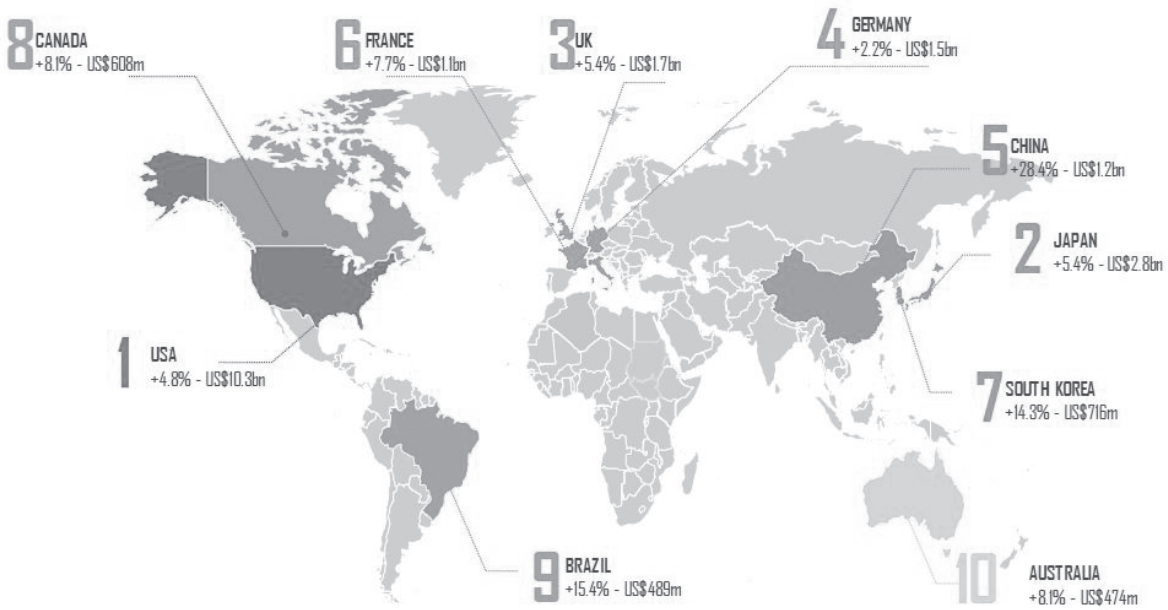 8 CANADA
+8.1% - US$608m
6 FRANCE
+7.7% - US$1.1bn
3 UK
+5.4% - US$1.7bn
4 GERMANY
+2.2% - US$1.5bn
5 CHINA
+28.4% - US$1.2bn
2 JAPAN
+5.4% - US$2.8bn
1 USA
+4.8% - US$10.3bn
7 SOUTH KOREA
+14.3% - US$716m
9 BRAZIL
+15.4% - US$489m
10 AUSTRALIA
+8.1% - US$474m